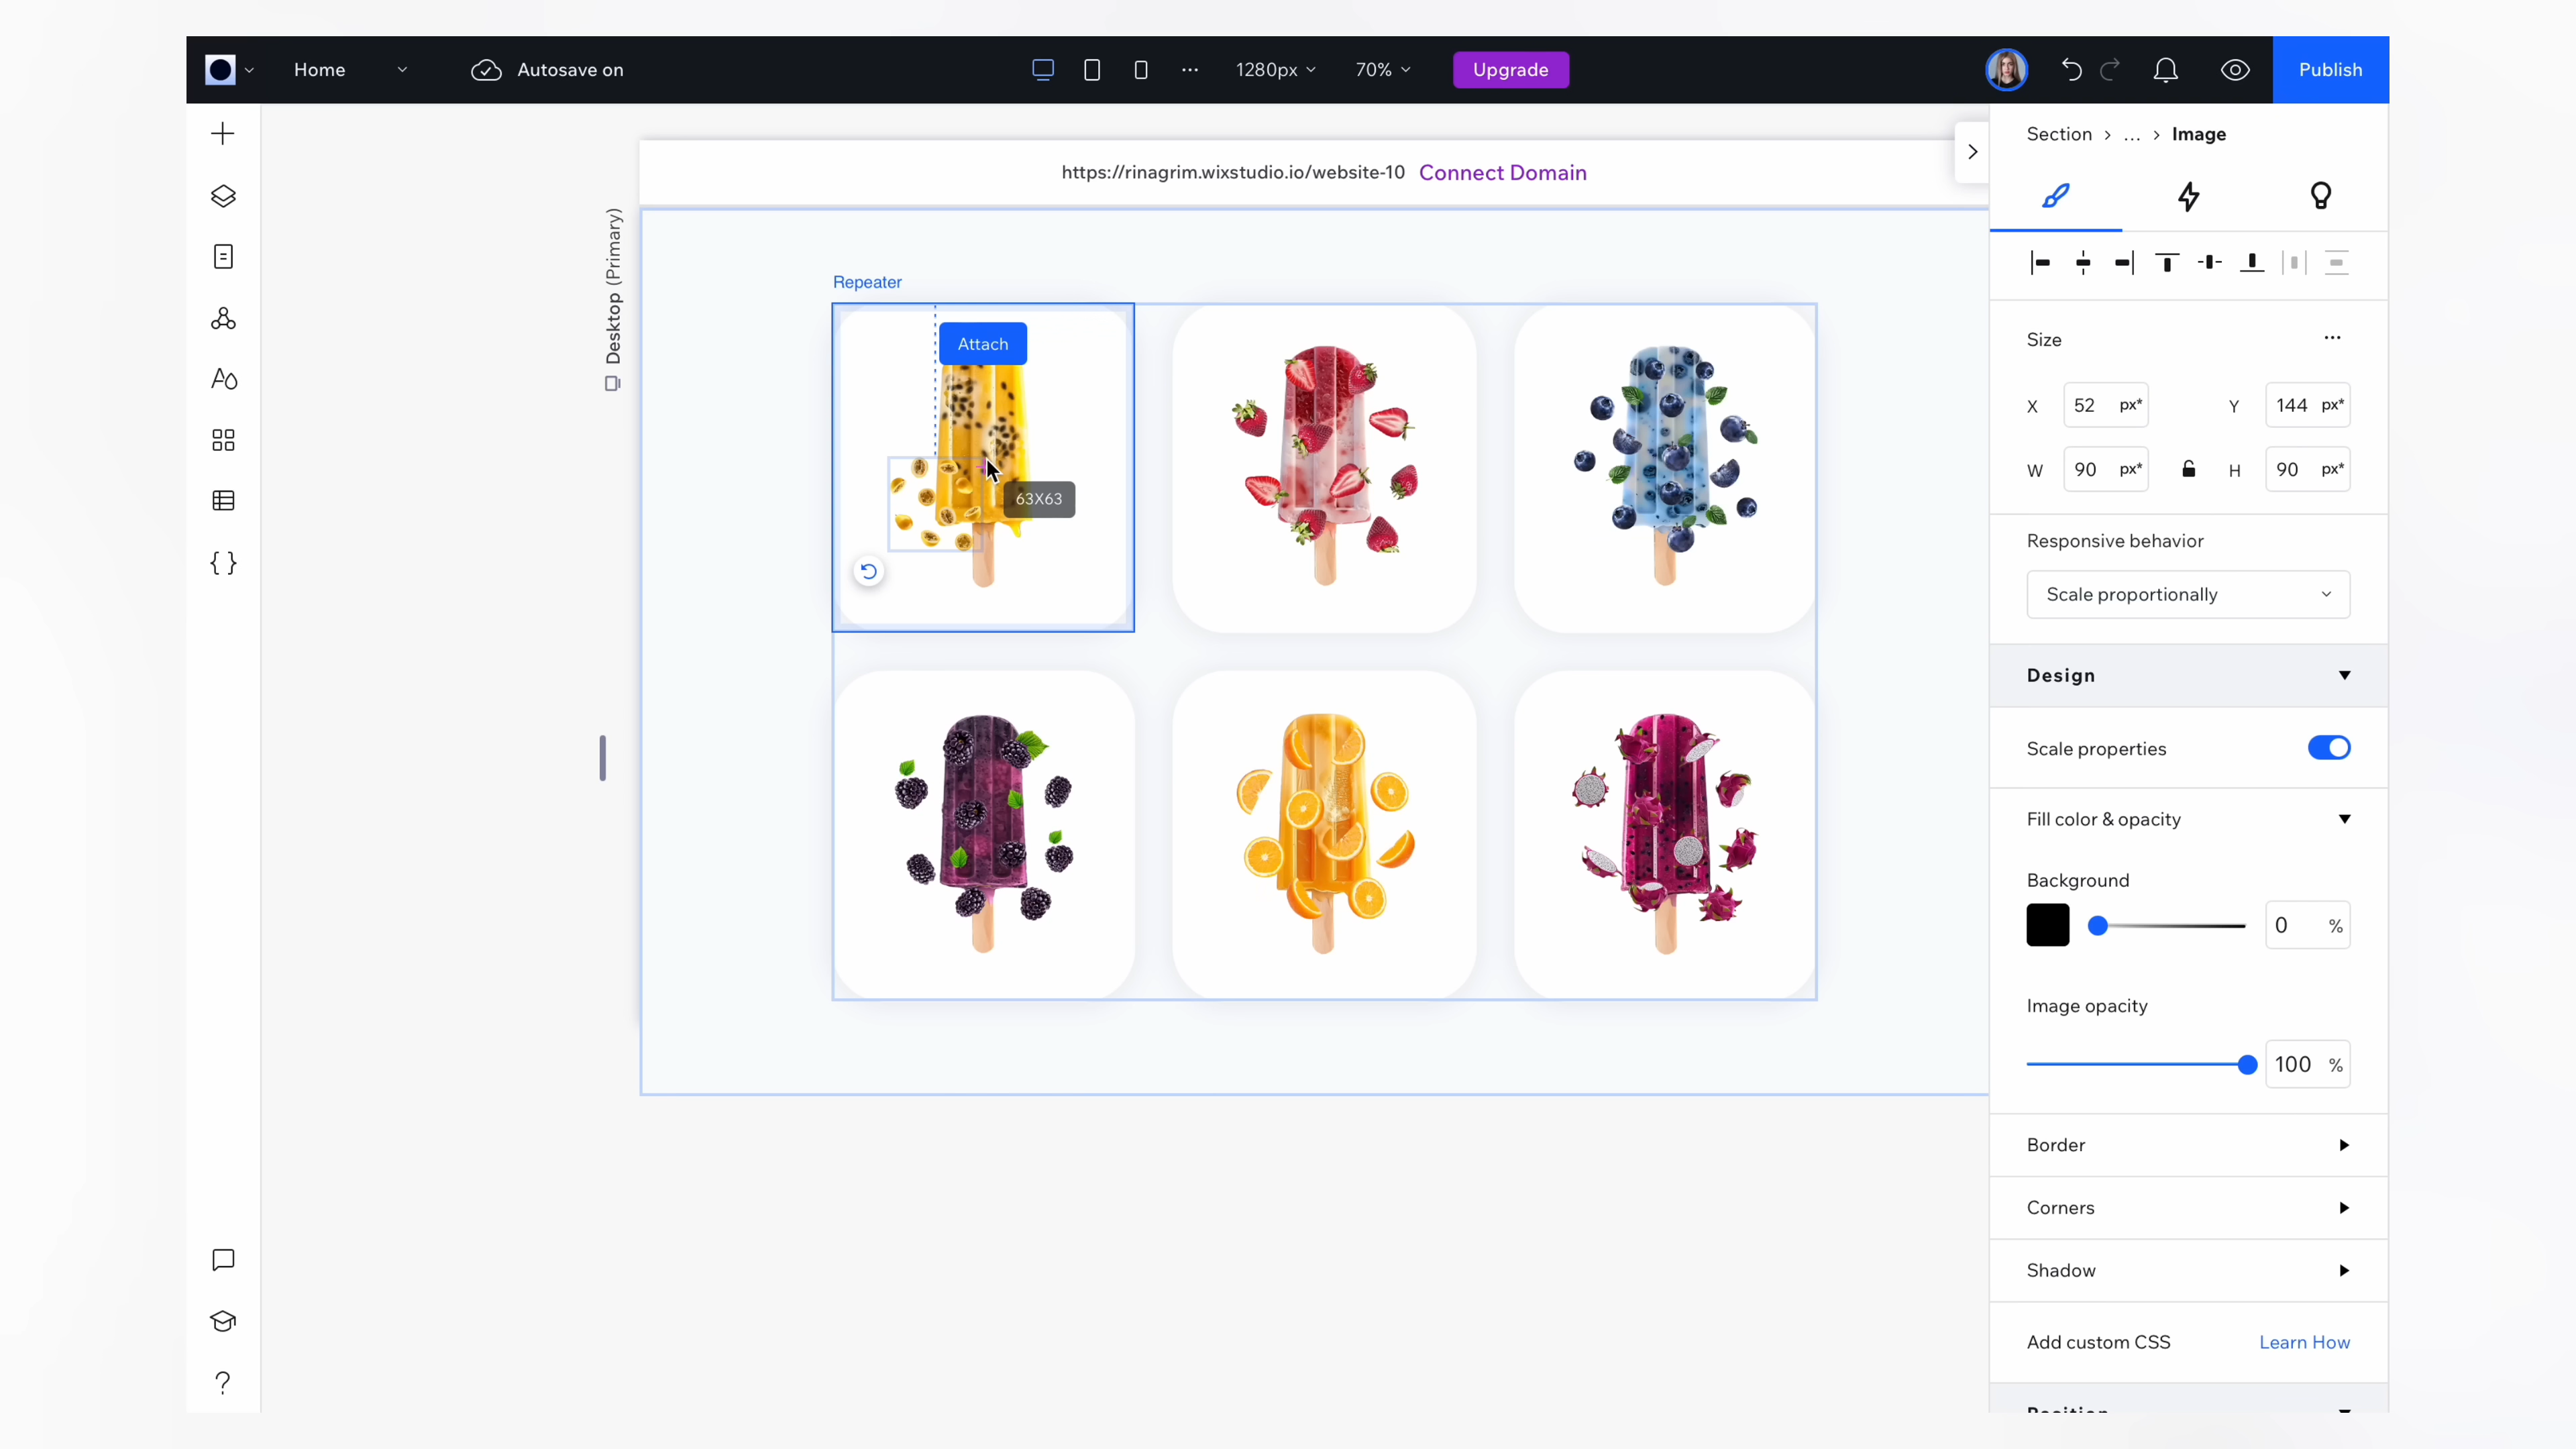 Home
Autosave on
1280px
70%
Upgrade
Publish
Section > ... > Image
https://rinagrim.wixstudio.io/website-10 Connect Domain
Desktop (Primary)
Repeater
Attach
63X63
Size
X 52 px* Y 144 px*
W 90 px* H 90 px*
Responsive behavior
Scale proportionally
Design
Scale properties
Fill color & opacity
Background
0 %
Image opacity
100 %
Border
Corners
Shadow
Add custom CSS Learn How